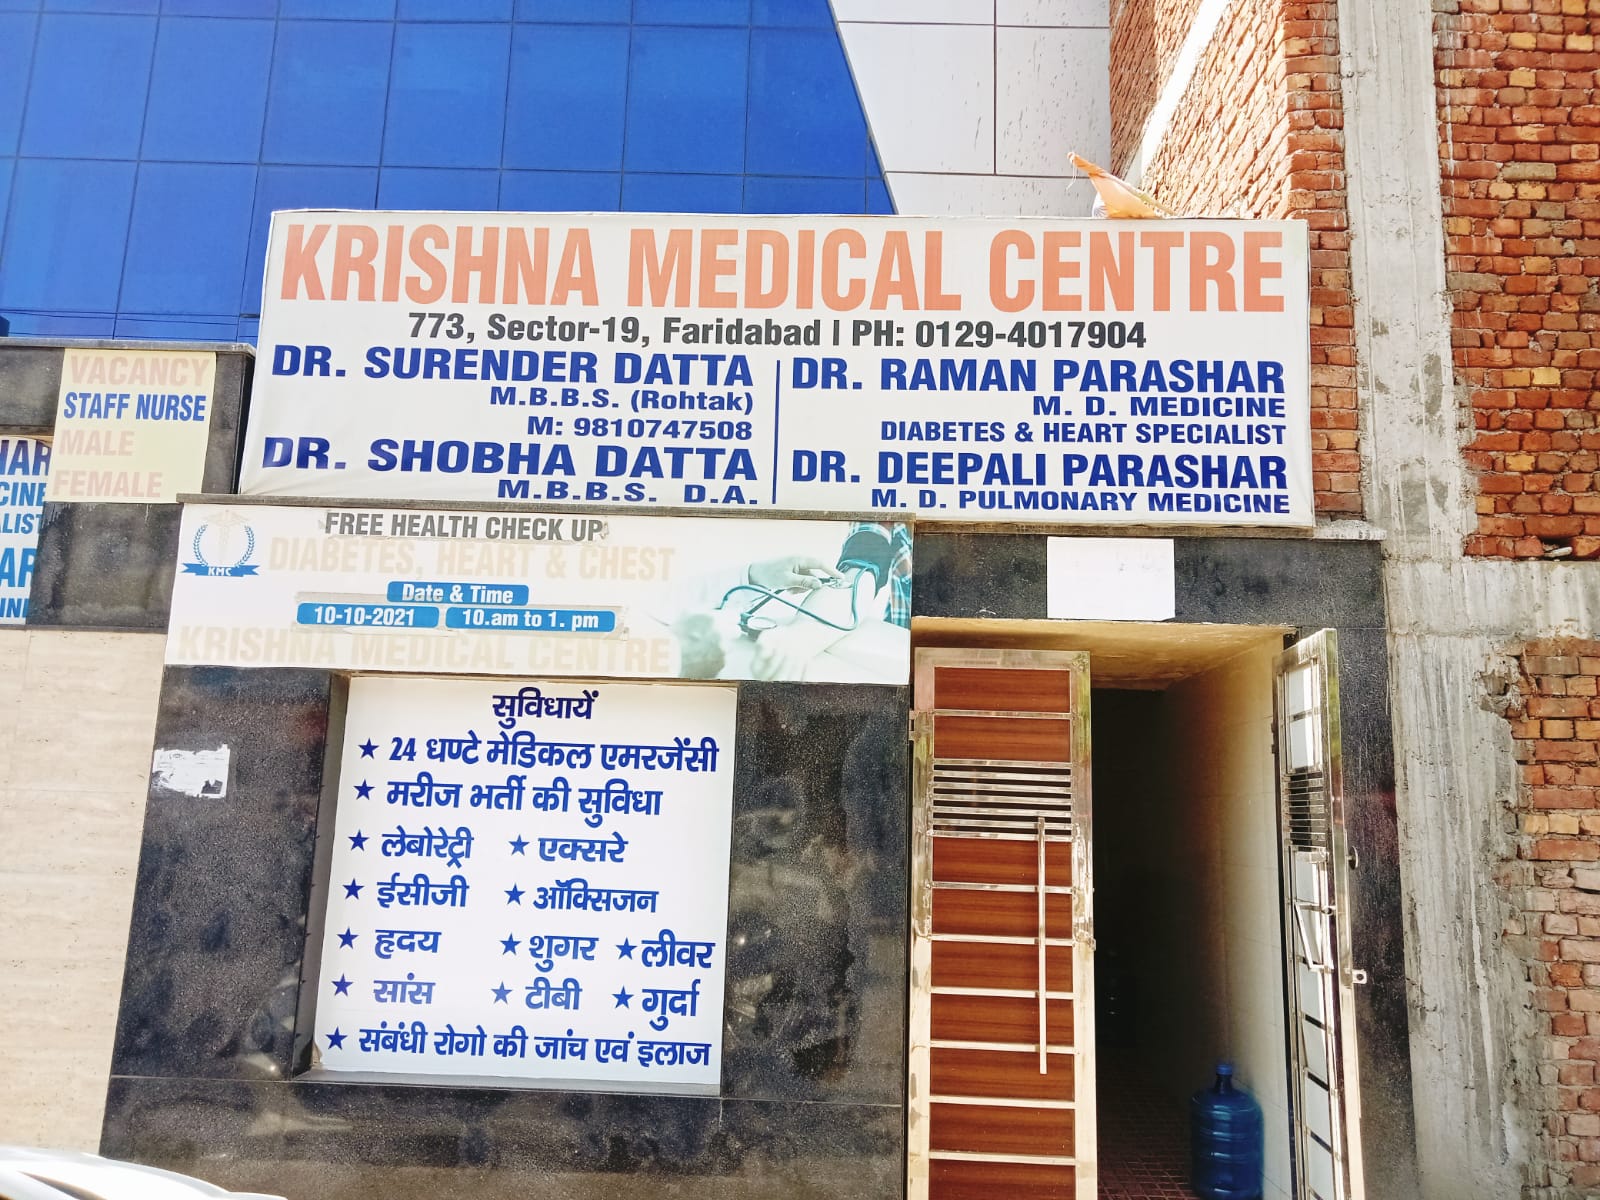 KRISHNA MEDICAL CENTRE
773, Sector-19, Faridabad | PH: 0129-4017904
DR. SURENDER DATTA
M.B.B.S. (Rohtak)
M: 9810747508
DR. SHOBHA DATTA
M.B.B.S. D.A.
DR. RAMAN PARASHAR
M. D. MEDICINE
DIABETES & HEART SPECIALIST
DR. DEEPALI PARASHAR
M. D. PULMONARY MEDICINE
VACANCY
STAFF NURSE
MALE
FEMALE
KMC
FREE HEALTH CHECK UP
DIABETES, HEART & CHEST
Date & Time
10-10-2021 10.am to 1. pm
KRISHNA MEDICAL CENTRE
सुविधायें
★ 24 धण्टे मेडिकल एमरजेंसी
★ मरीज भर्ती की सुविधा
★ लेबोरेट्री ★ एक्सरे
★ ईसीजी ★ ऑक्सिजन
★ हृदय ★ शुगर ★ लीवर
★ सांस ★ टीबी ★ गुर्दा
★ संबंधी रोगो की जांच एवं इलाज